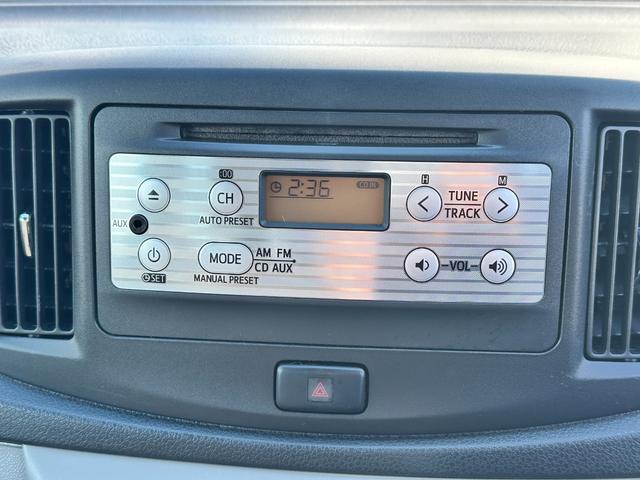 :00
CH
AUTO PRESET
2:36
CD IN
H
M
TUNE
TRACK
AUX
SET
MODE
AM FM
CD AUX
MANUAL PRESET
-VOL-